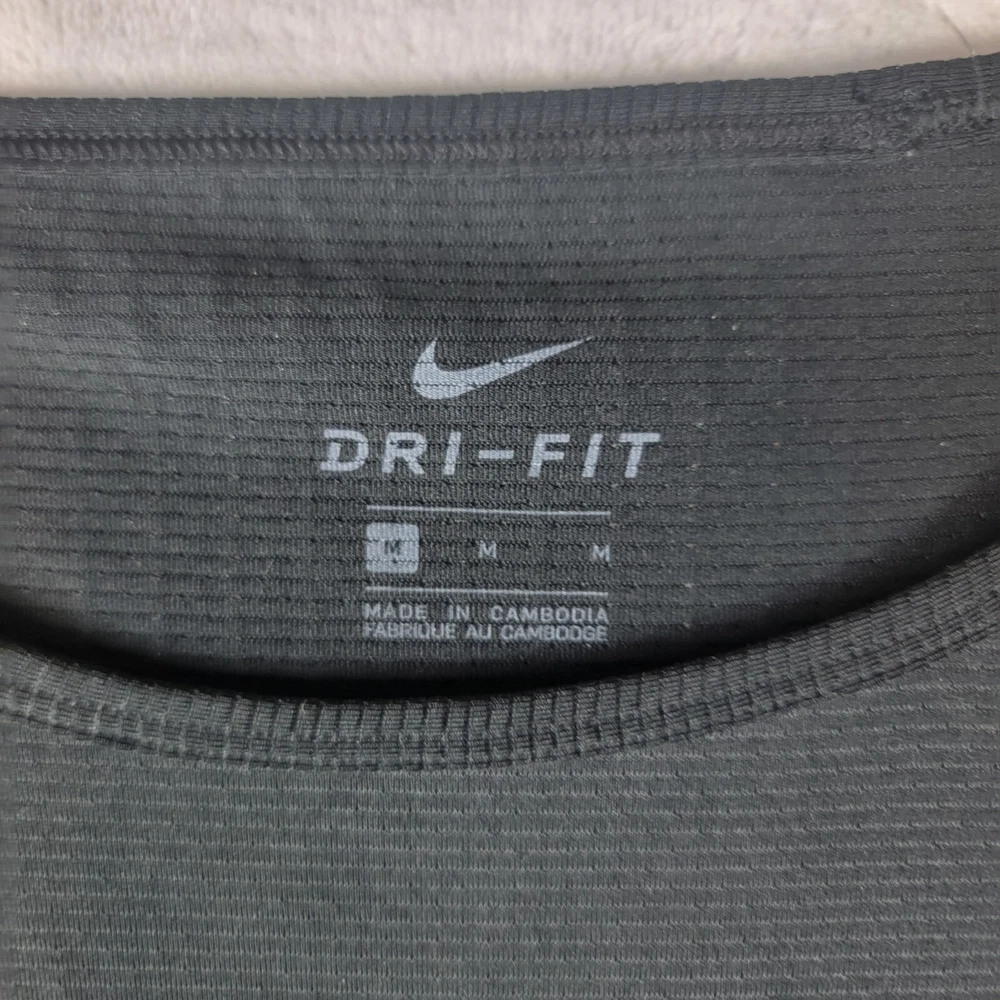 DRI-FIT
M M M
MADE IN CAMBODIA
FABRIQUE AU CAMBODGE